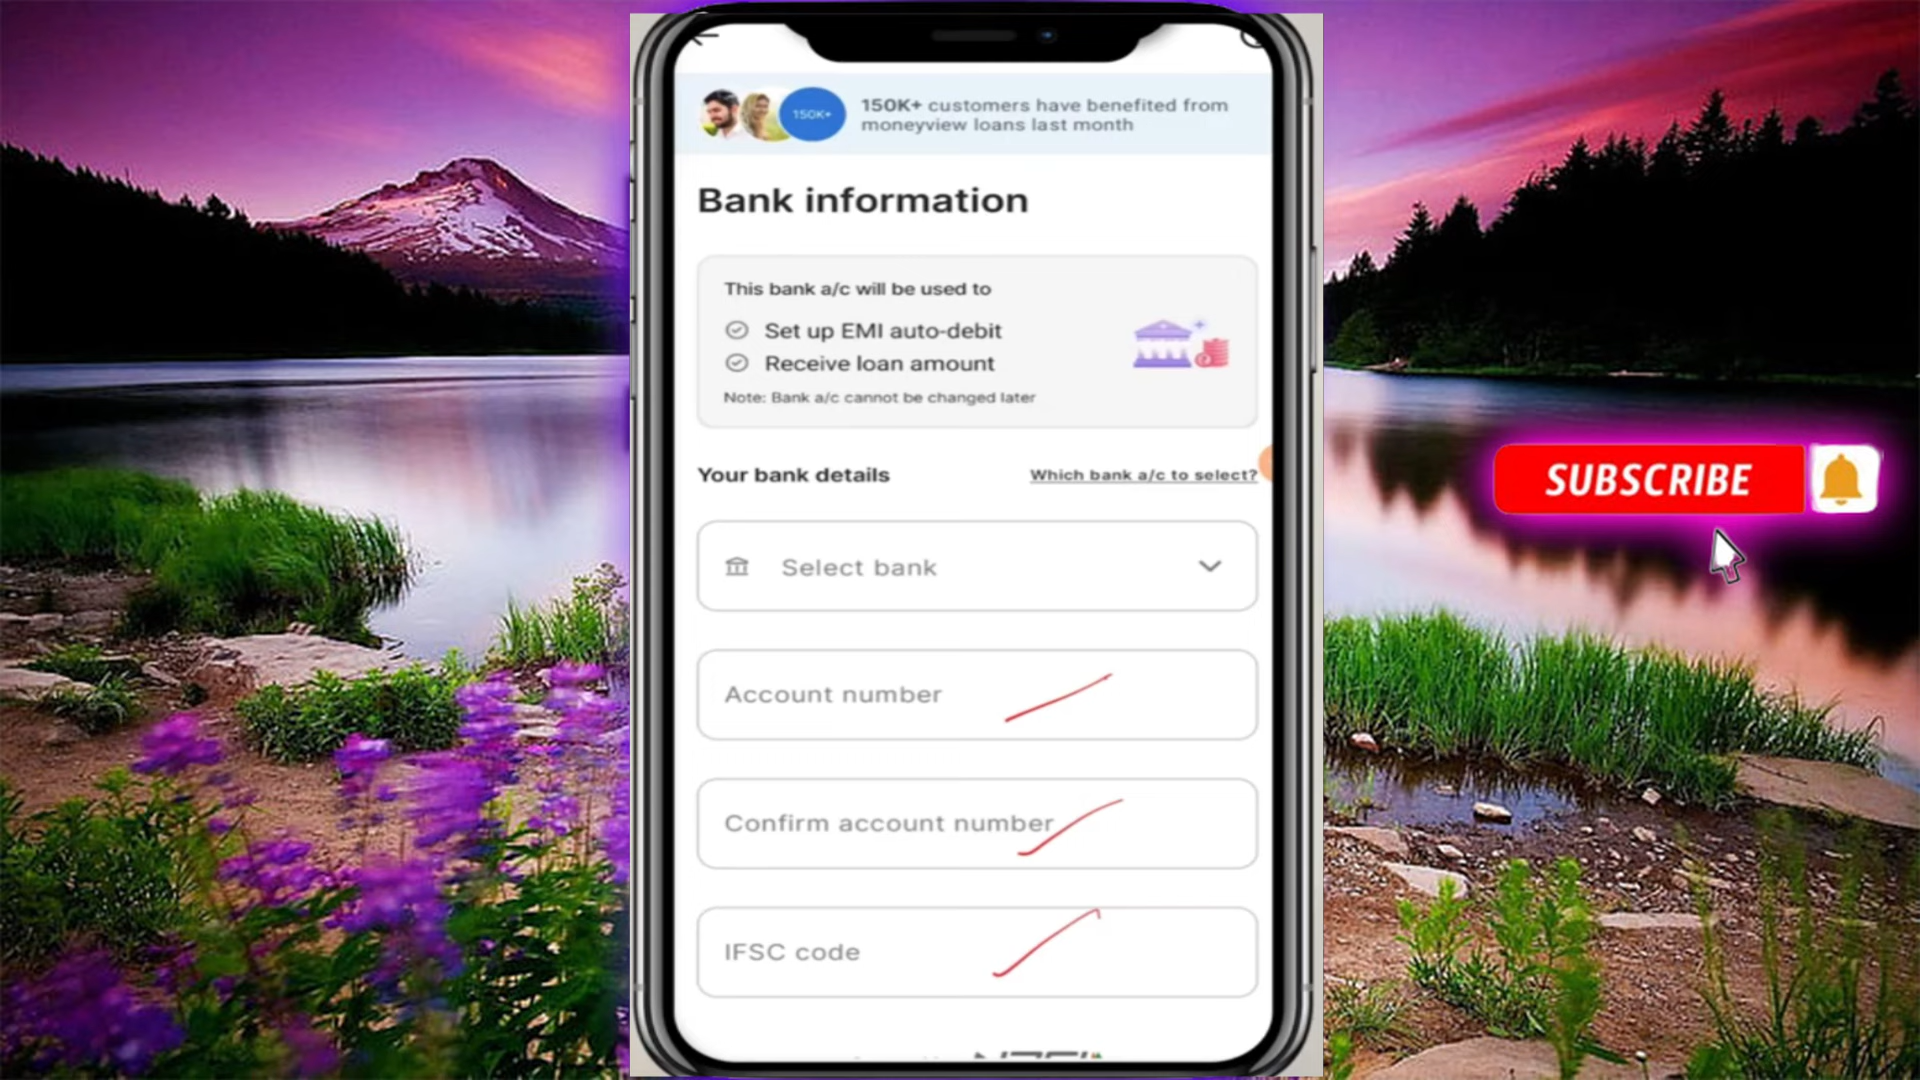 150K+
150K+ customers have benefited from
moneyview loans last month
Bank information
This bank a/c will be used to
Set up EMI auto-debit
Receive loan amount
Note: Bank a/c cannot be changed later
Your bank details
Which bank a/c to select?
Select bank
Account number
Confirm account number
IFSC code
SUBSCRIBE